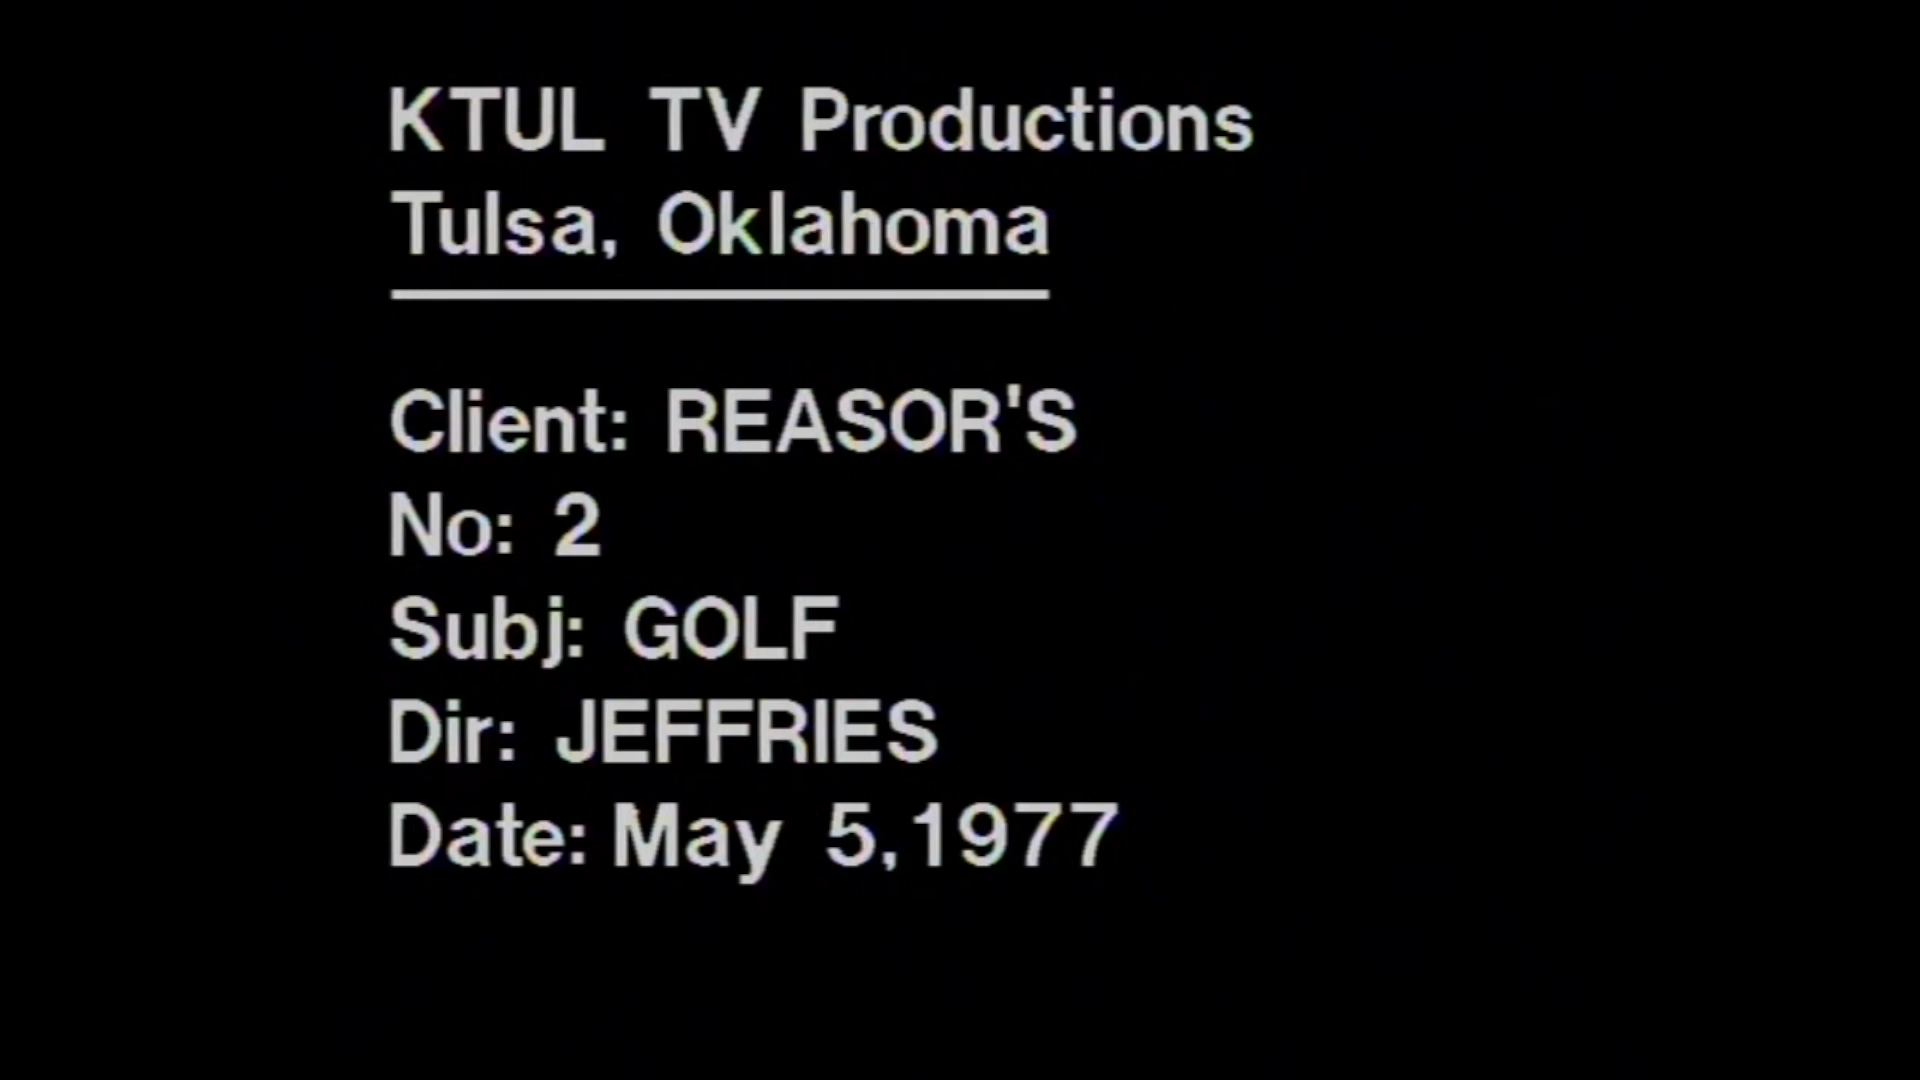 KTUL TV Productions
Tulsa, Oklahoma
Client: REASOR'S
No: 2
Subj: GOLF
Dir: JEFFRIES
Date: May 5,1977